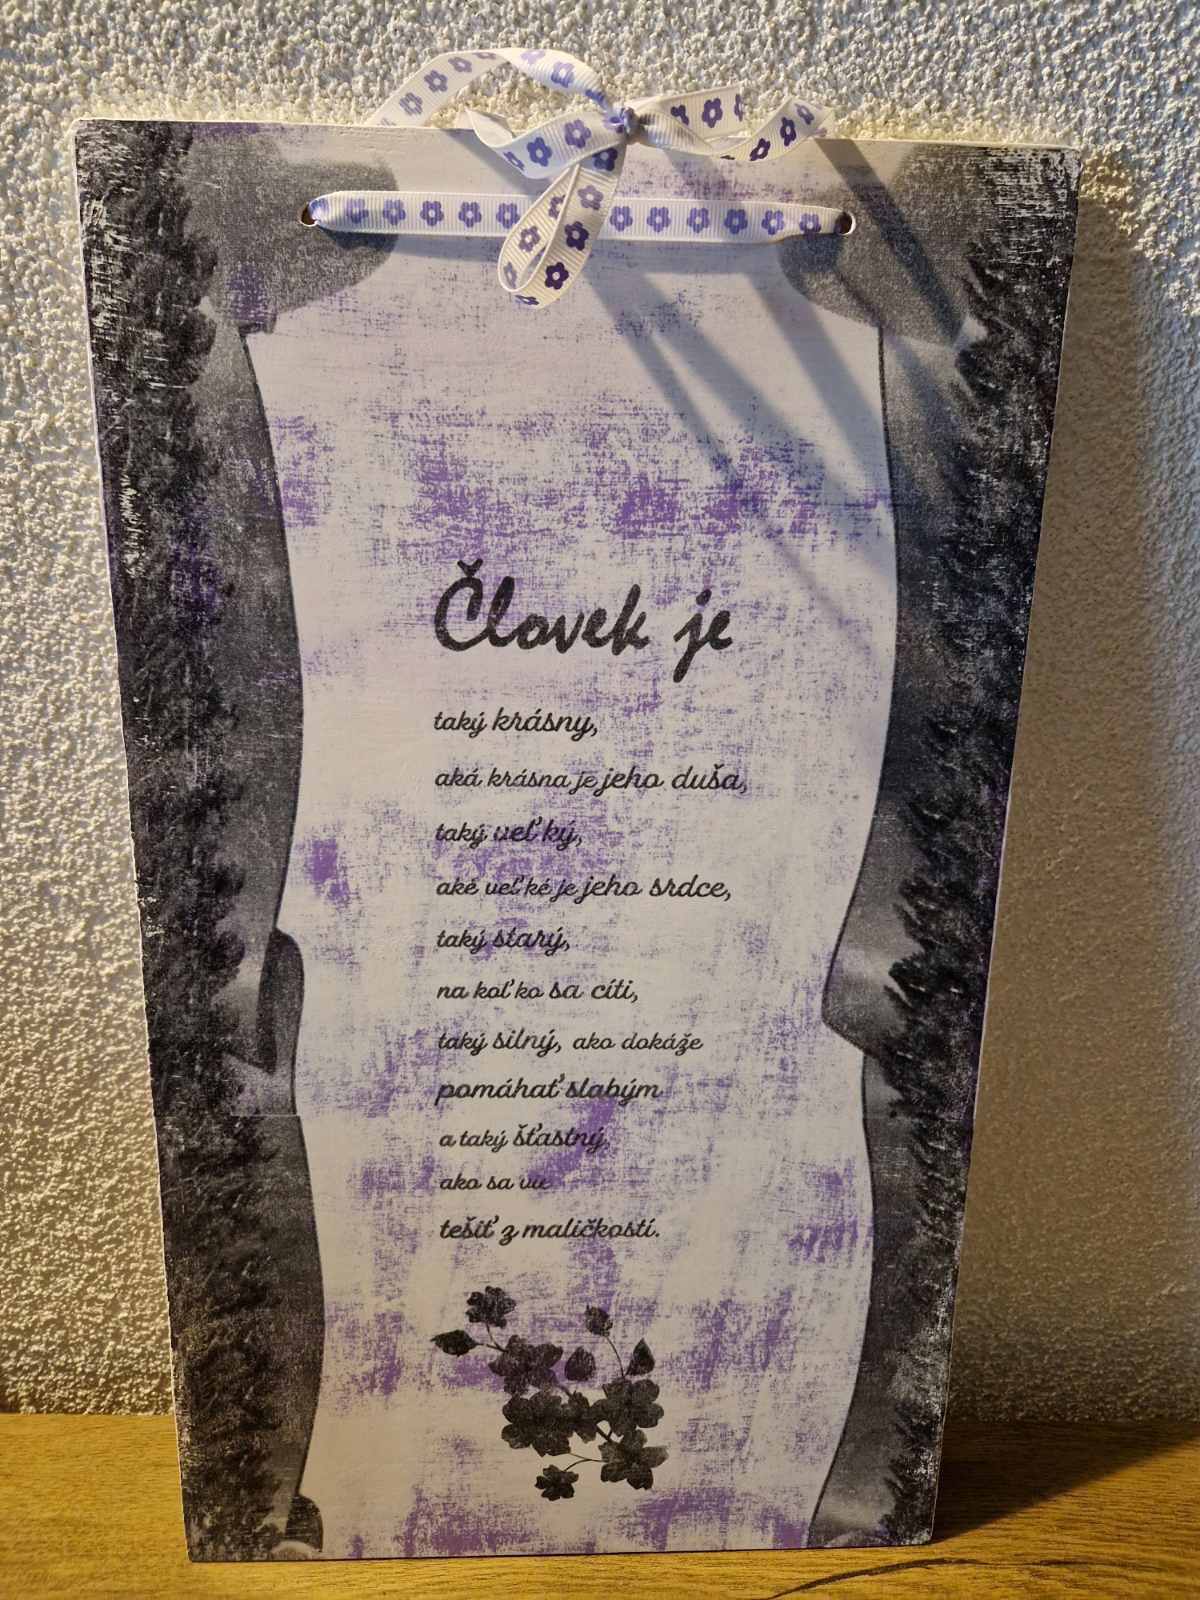 Človek je
taký krásny,
aká krásna je jeho duša,
taký veľký,
aké veľké je jeho srdce,
taký starý,
na koľko sa cíti,
taký silný, ako dokáže
pomáhať slabým
a taký šťastný,
ako sa vie
tešiť z maličkostí.